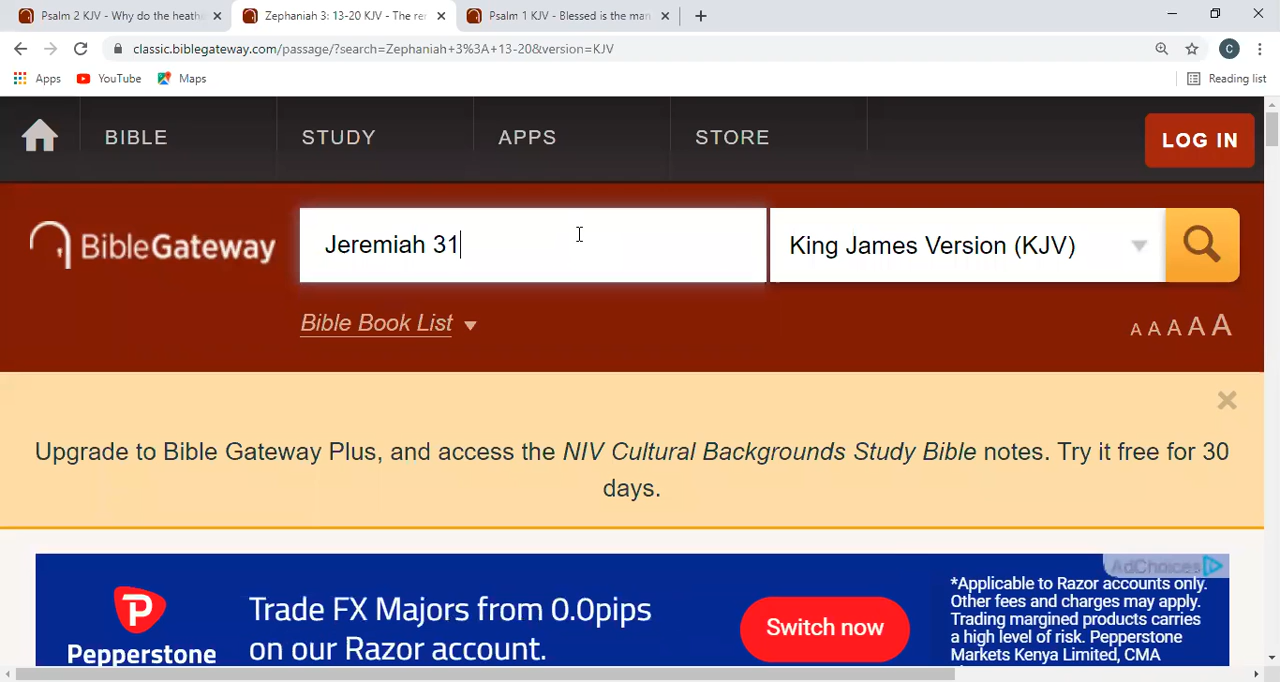 Psalm 2 KJV - Why do the heath
Zephaniah 3: 13-20 KJV - The re
Psalm 1 KJV - Blessed is the man
classic.biblegateway.com/passage/?search=Zephaniah+3%3A+13-20&version=KJV
C
Apps YouTube Maps Reading list
BIBLE STUDY APPS STORE LOG IN
BibleGateway
Jeremiah 31
King James Version (KJV)
Bible Book List
A A A A A
Upgrade to Bible Gateway Plus, and access the NIV Cultural Backgrounds Study Bible notes. Try it free for 30
days.
AdChoices
P
Pepperstone
Trade FX Majors from 0.0pips
on our Razor account.
Switch now
*Applicable to Razor accounts only.
Other fees and charges may apply.
Trading margined products carries
a high level of risk. Pepperstone
Markets Kenya Limited, CMA